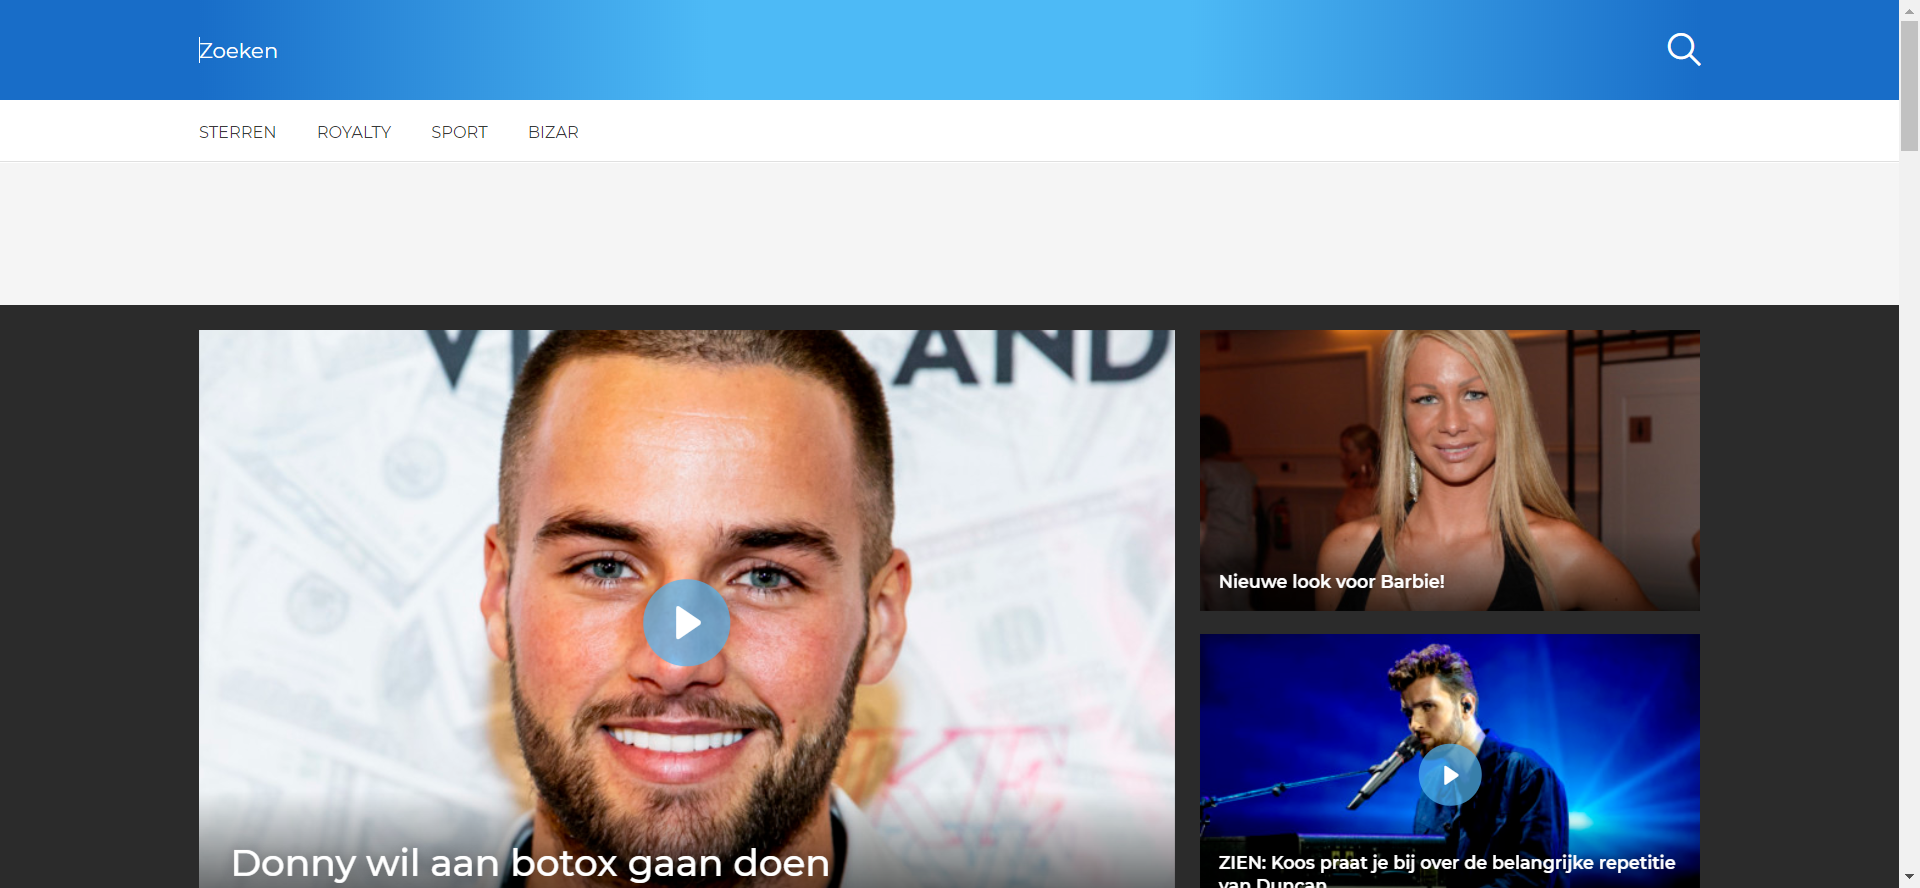 Zoeken
STERREN
ROYALTY
SPORT
BIZAR
Nieuwe look voor Barbie!
Donny wil aan botox gaan doen
ZIEN: Koos praat je bij over de belangrijke repetitie
van Duncan